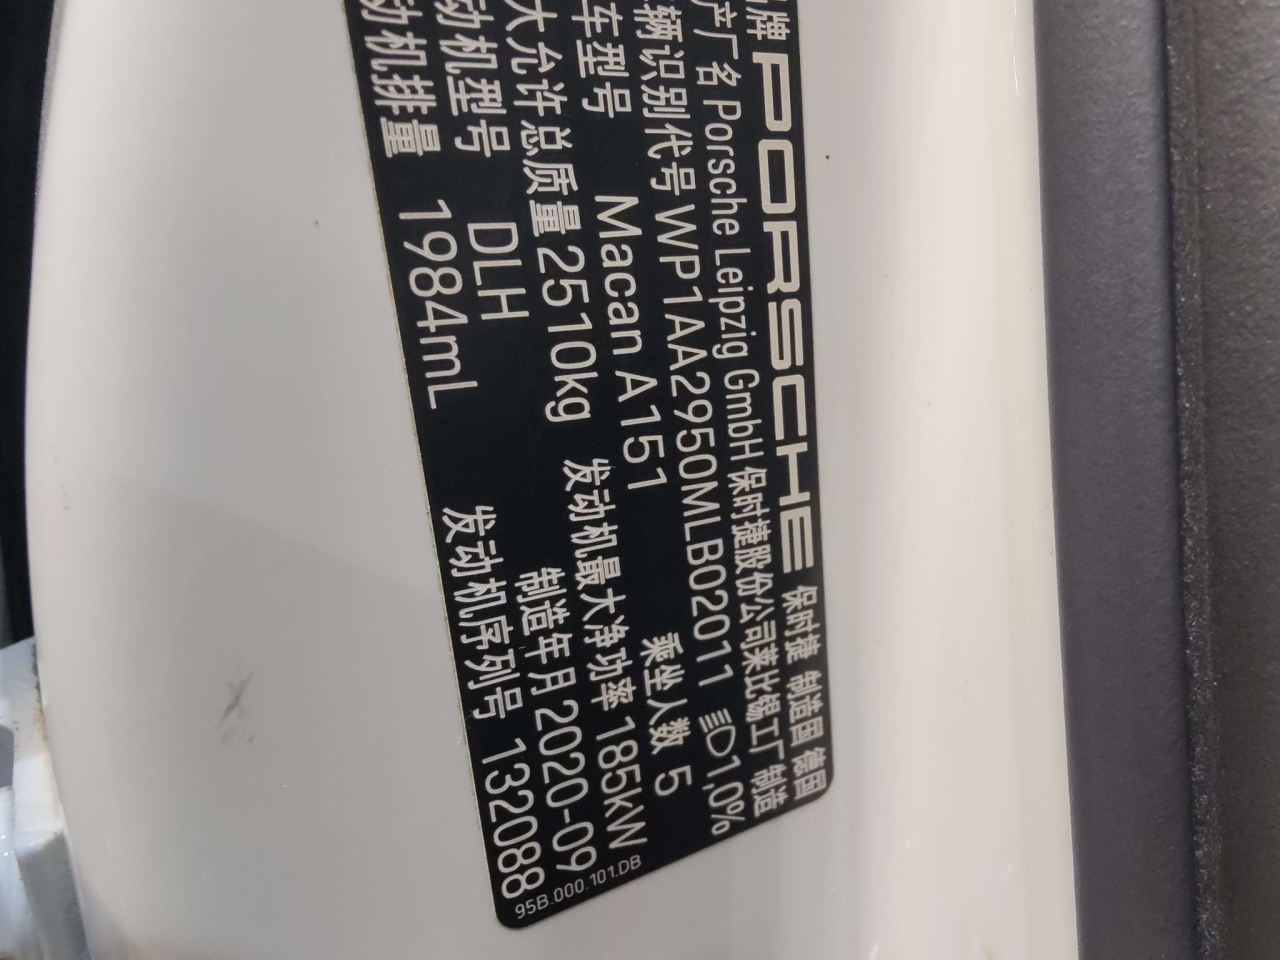 牌 PORSCHE 保时捷 制造国 德国
产厂名 Porsche Leipzig GmbH 保时捷股份公司莱比锡工厂 制造
辆识别代号 WP1AA2950MLB02011 1,0%
车型号 Macan A151 乘坐人数 5
大允许总质量 2510kg 发动机最大净功率 185kW
动机型号 DLH 制造年月 2020-09
动机排量 1984mL 发动机序列号 132088
95B.000.101.DB